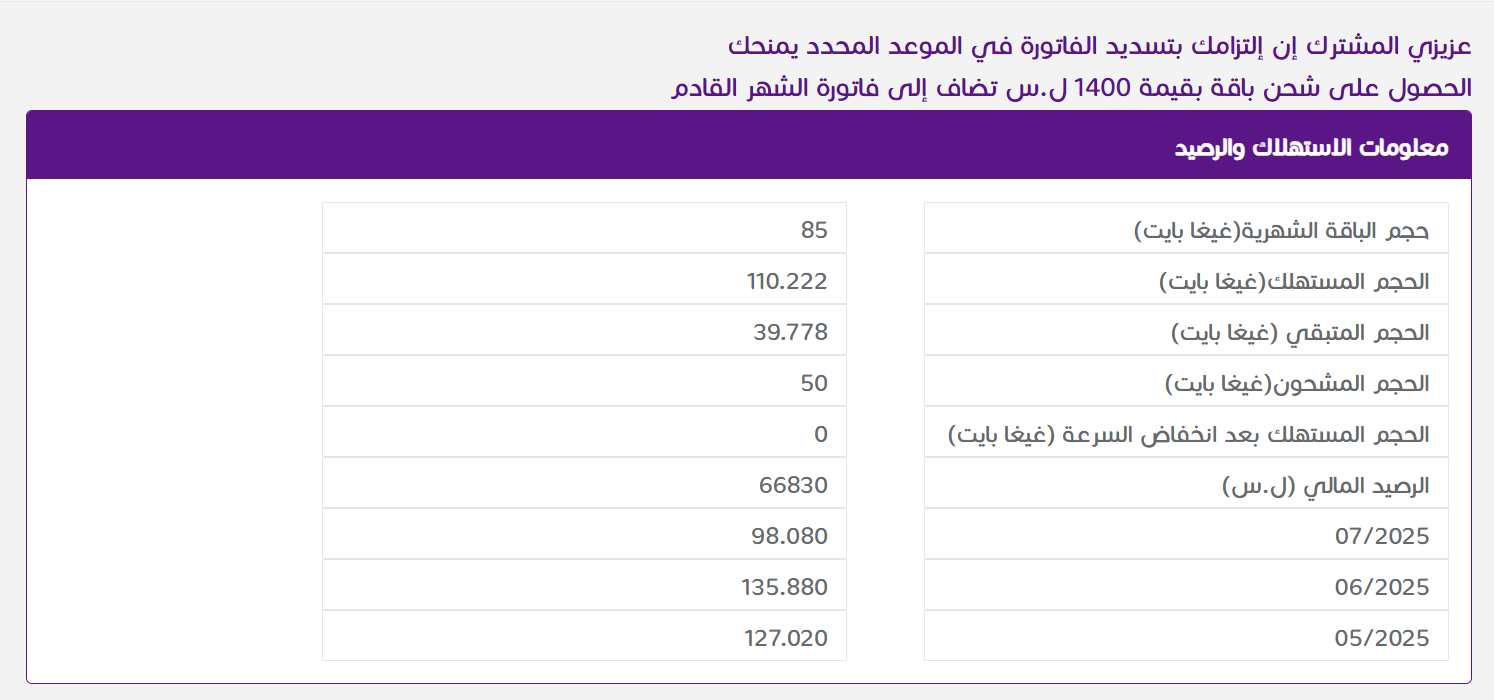 عزيزي المشترك إن إلتزامك بتسديد الفاتورة في الموعد المحدد يمنحك
الحصول على شحن باقة بقيمة 1400 ل.س تضاف إلى فاتورة الشهر القادم
معلومات الاستهلاك والرصيد
حجم الباقة الشهرية(غيغا بايت) 85
الحجم المستهلك(غيغا بايت) 110.222
الحجم المتبقي (غيغا بايت) 39.778
الحجم المشحون(غيغا بايت) 50
الحجم المستهلك بعد انخفاض السرعة (غيغا بايت) 0
الرصيد المالي (ل.س) 66830
07/2025 98.080
06/2025 135.880
05/2025 127.020